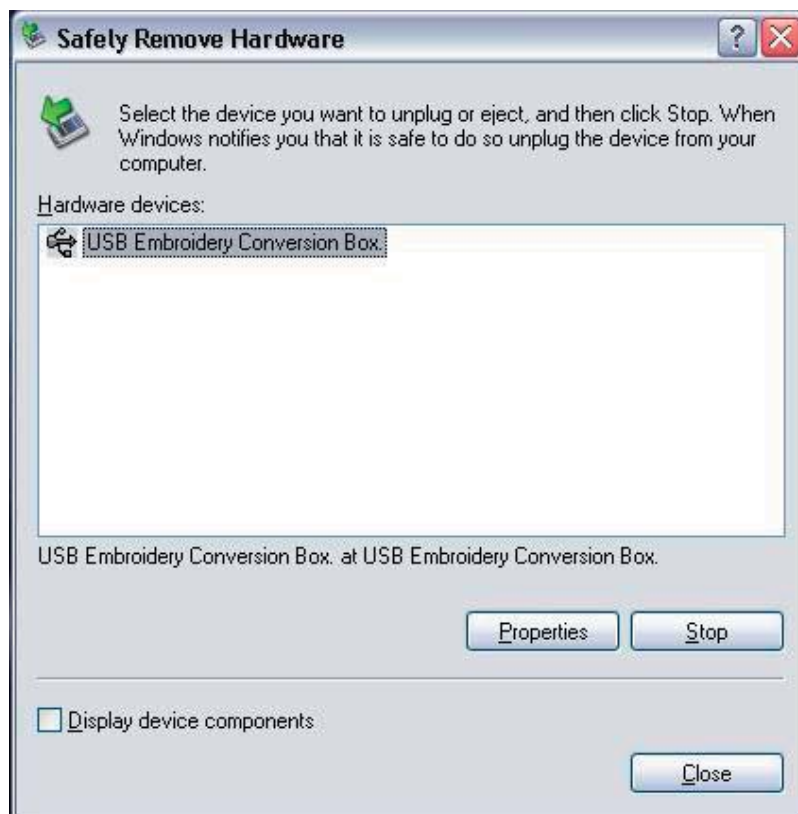 Safely Remove Hardware
Select the device you want to unplug or eject, and then click Stop. When
Windows notifies you that it is safe to do so unplug the device from your
computer.
Hardware devices:
USB Embroidery Conversion Box.
USB Embroidery Conversion Box. at USB Embroidery Conversion Box.
Properties Stop
Display device components
Close